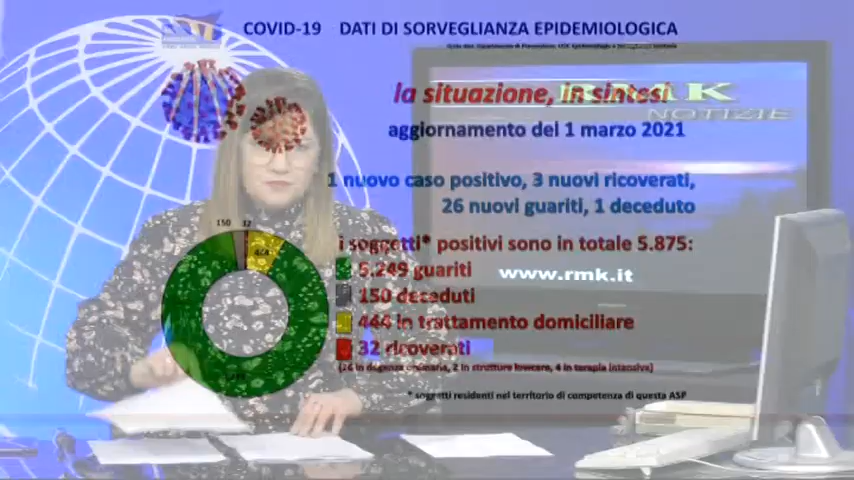 COVID-19 DATI DI SORVEGLIANZA EPIDEMIOLOGICA
la situazione, in sintesi
RMK
NOTIZIE
aggiornamento del 1 marzo 2021
1 nuovo caso positivo, 3 nuovi ricoverati,
26 nuovi guariti, 1 deceduto
150 32
444
i soggetti* positivi sono in totale 5.875:
5.249 guariti
www.rmk.it
150 deceduti
444 in trattamento domiciliare
32 ricoverati
(26 in degenza ordinaria, 2 in strutture lowcare, 4 in terapia intensiva)
* soggetti residenti nel territorio di competenza di questa ASP